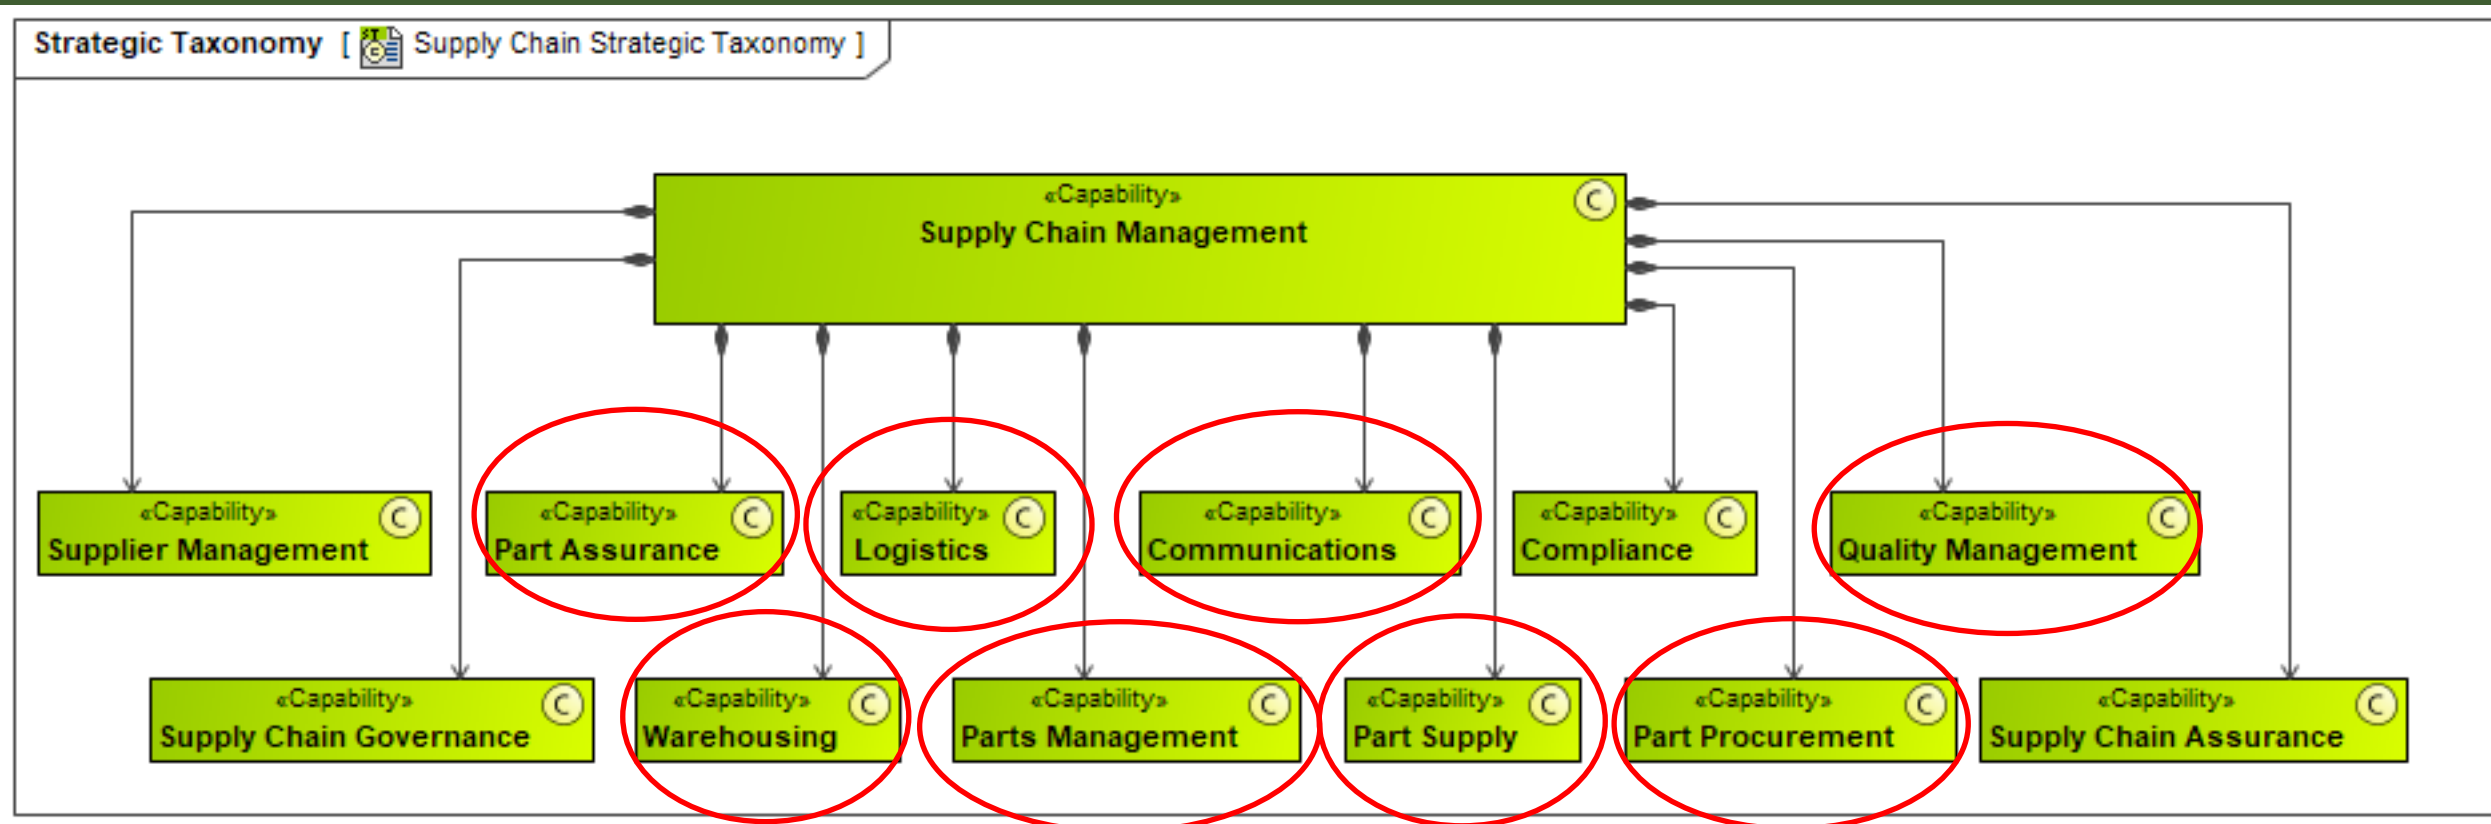 Strategic Taxonomy [ Supply Chain Strategic Taxonomy ]
«Capability»
Supply Chain Management
C
«Capability»
Supplier Management
C
«Capability»
Part Assurance
C
«Capability»
Logistics
C
«Capability»
Communications
C
«Capability»
Compliance
C
«Capability»
Quality Management
C
«Capability»
Supply Chain Governance
C
«Capability»
Warehousing
C
«Capability»
Parts Management
C
«Capability»
Part Supply
C
«Capability»
Part Procurement
C
«Capability»
Supply Chain Assurance
C